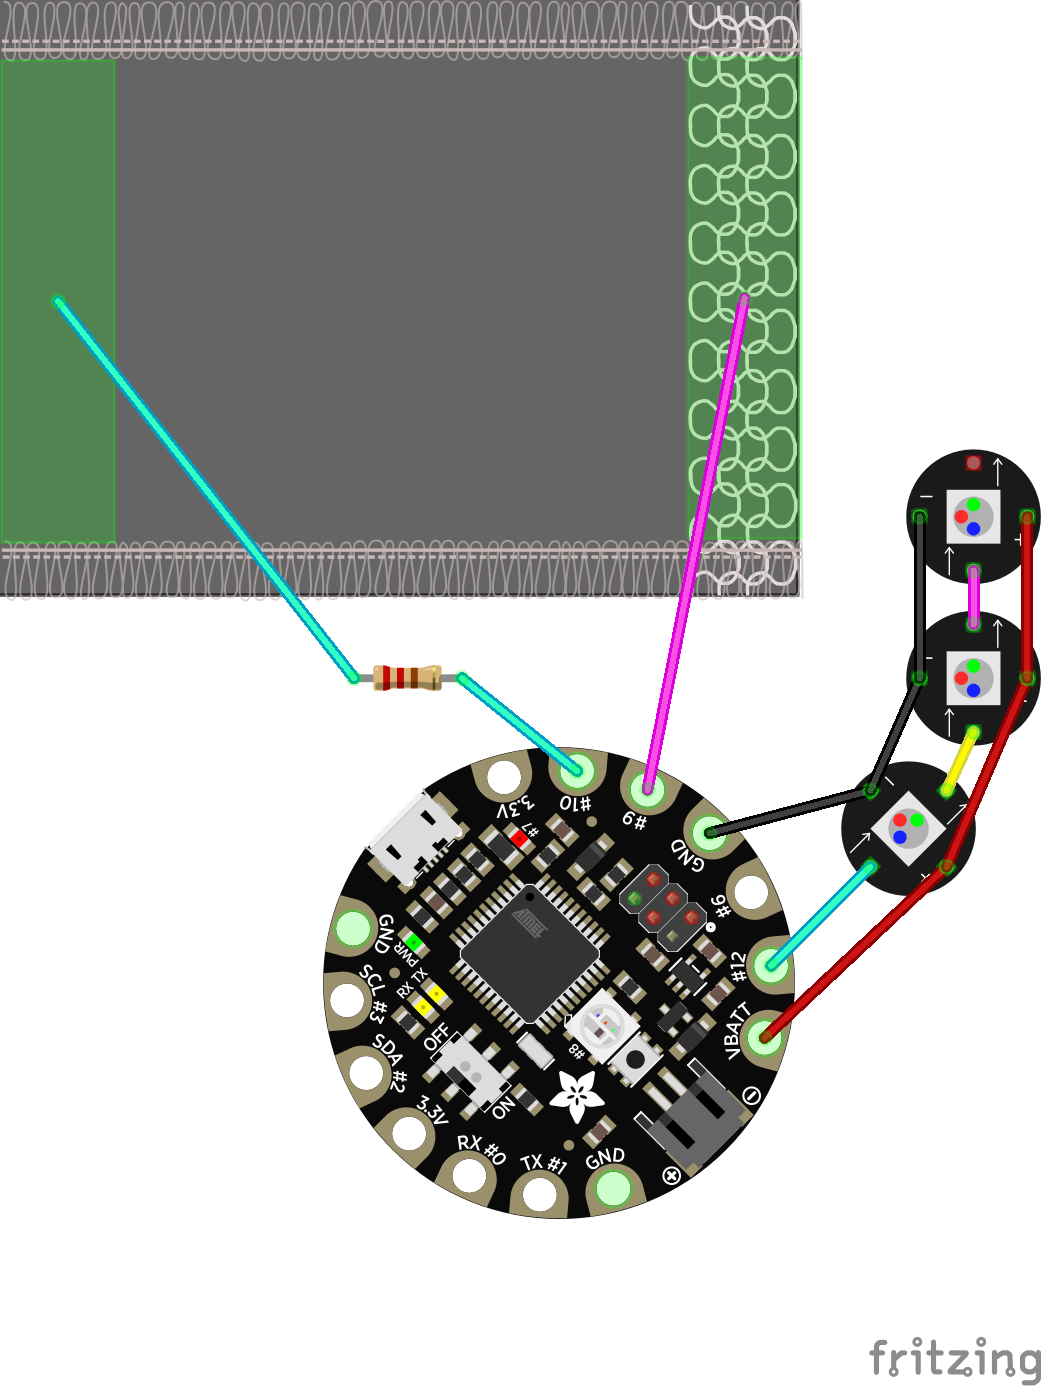 3.3V
#10
#9
GND
#7
#6
#12
VBATT
GND
PWR
RX TX
SCL #3
OFF
ON
#8
SDA #2
3.3V
RX #0
TX #1
GND
ATMEL
fritzing